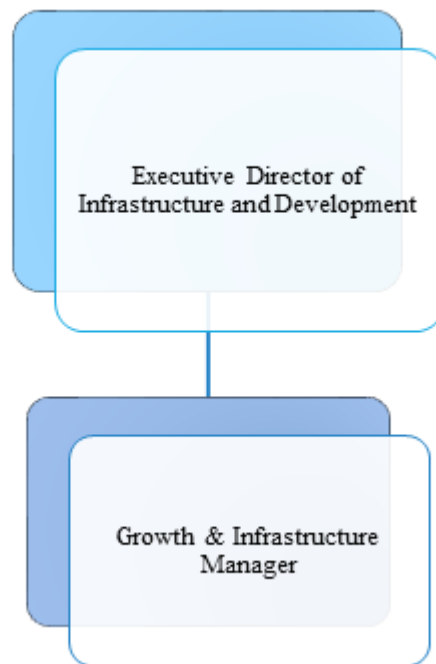 Executive Director of
Infrastructure and Development
Growth & Infrastructure
Manager